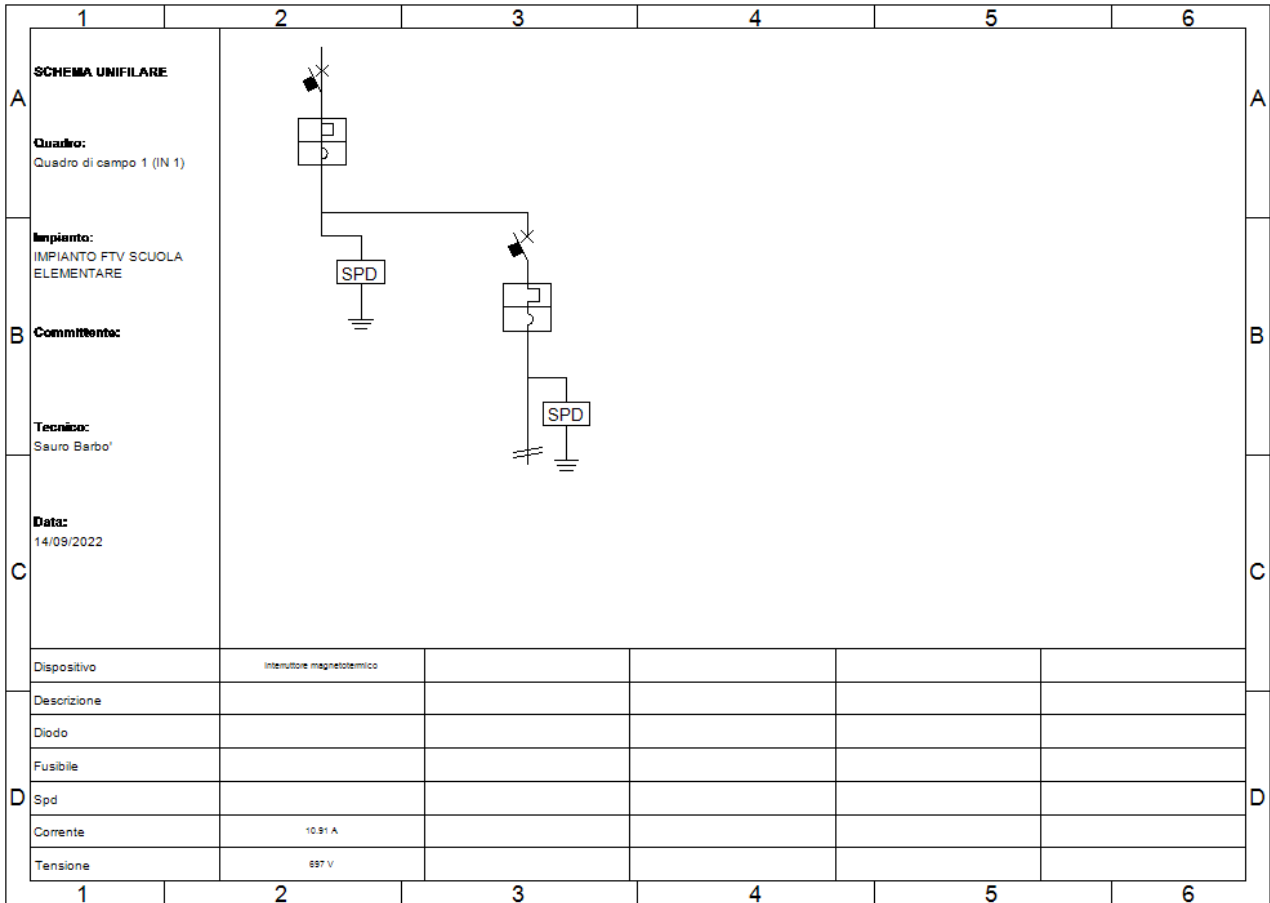 1 2 3 4 5 6
SCHEMA UNIFILARE
A A
Quadro:
Quadro di campo 1 (IN 1)
Impianto:
IMPIANTO FTV SCUOLA
ELEMENTARE
SPD
B Committente: B
SPD
Tecnico:
Sauro Barbo'
Data:
14/09/2022
C C
Dispositivo Interruttore magnetotermico
Descrizione
Diodo
Fusibile
D Spd D
Corrente 10.91 A
Tensione 697 V
1 2 3 4 5 6